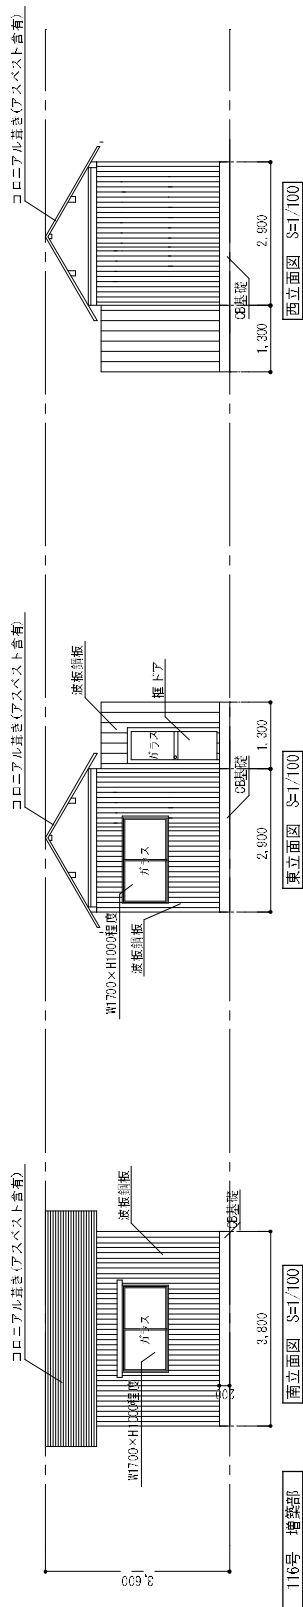 116号 増築部
3,600
コロニアル葺き(アスベスト含有)
W1700×H1000程度
ガラス
波板鋼板
CB基礎
200
3,800
南立面図 S=1/100
コロニアル葺き(アスベスト含有)
W1700×H1000程度
波板鋼板
ガラス
波板鋼板
ガラス
框ドア
CB基礎
2,900
1,300
東立面図 S=1/100
コロニアル葺き(アスベスト含有)
CB基礎
1,300
2,900
西立面図 S=1/100